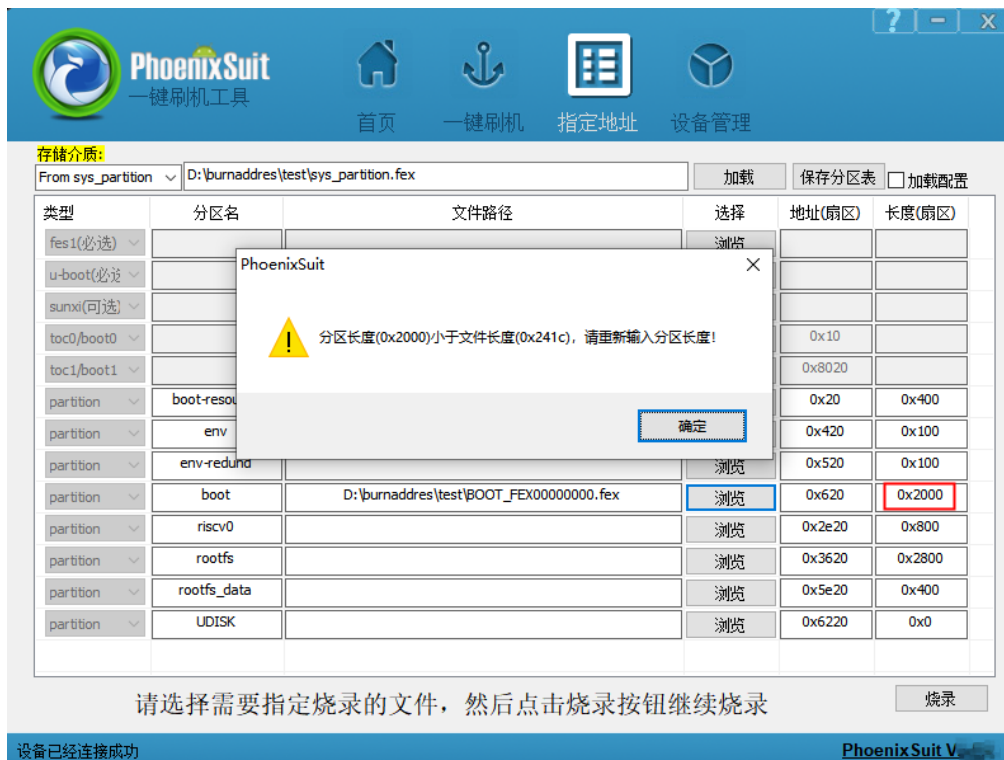 ? - X
PhoenixSuit
一键刷机工具
首页 一键刷机 指定地址 设备管理
存储介质:
From sys_partition D:\burnaddres\test\sys_partition.fex 加载 保存分区表 加载配置
类型 分区名 文件路径 选择 地址(扇区) 长度(扇区)
fes1(必选) 浏览
u-boot(必选
sunxi(可选)
toc0/boot0 0x10
toc1/boot1 0x8020
partition boot-resou 0x20 0x400
partition env 0x420 0x100
partition env-redund 浏览 0x520 0x100
partition boot D:\burnaddres\test\BOOT_FEX00000000.fex 浏览 0x620 0x2000
partition riscv0 浏览 0x2e20 0x800
partition rootfs 浏览 0x3620 0x2800
partition rootfs_data 浏览 0x5e20 0x400
partition UDISK 浏览 0x6220 0x0
PhoenixSuit
分区长度(0x2000)小于文件长度(0x241c)，请重新输入分区长度!
确定
请选择需要指定烧录的文件，然后点击烧录按钮继续烧录 烧录
设备已经连接成功 PhoenixSuit V